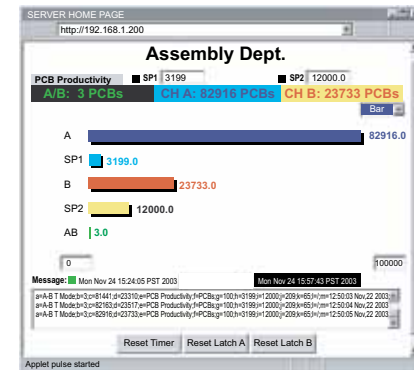 SERVER HOME PAGE
http://192.168.1.200
Assembly Dept.
PCB Productivity SP1 3199 SP2 12000.0
A/B: 3 PCBs CH A: 82916 PCBs CH B: 23733 PCBs
Bar
A 82916.0
SP1 3199.0
B 23733.0
SP2 12000.0
AB 3.0
0 100000
Message: Mon Nov 24 15:24:05 PST 2003 Mon Nov 24 15:57:43 PST 2003
a=A-B T Mode;b=3;c=81441;d=23310;e=PCB Productivity;f=PCBs;g=100;h=3199;i=12000;j=209;k=65;l=/;m=12:50:03 Nov,22 2003;
a=A-B T Mode;b=3;c=82163;d=23517;e=PCB Productivity;f=PCBs;g=100;h=3199;i=12000;j=209;k=65;l=/;m=12:50:04 Nov,22 2003;
a=A-B T Mode;b=3;c=82916;d=23733;e=PCB Productivity;f=PCBs;g=100;h=3199;i=12000;j=209;k=65;l=/;m=12:50:05 Nov,22 2003;
Reset Timer Reset Latch A Reset Latch B
Applet pulse started